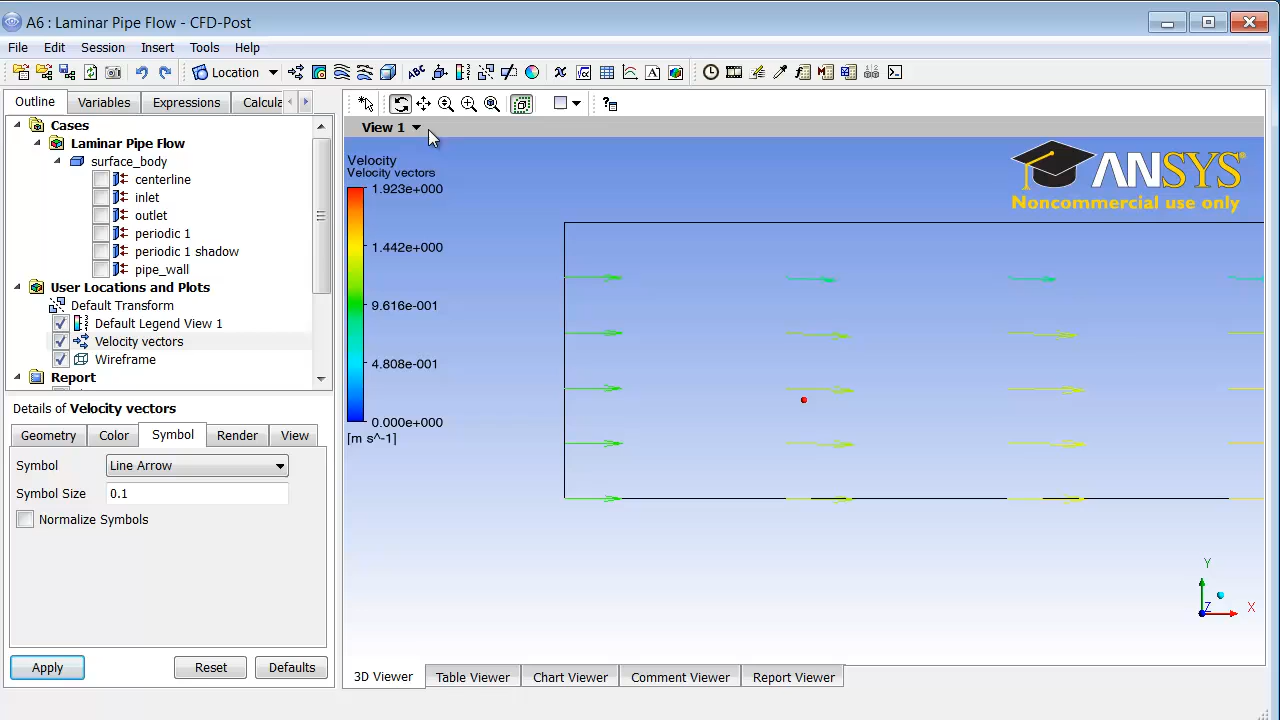 A6 : Laminar Pipe Flow - CFD-Post
File Edit Session Insert Tools Help
Location
Outline Variables Expressions Calcula
View 1
Cases
Laminar Pipe Flow
surface_body
centerline
inlet
outlet
periodic 1
periodic 1 shadow
pipe_wall
User Locations and Plots
Default Transform
Default Legend View 1
Velocity vectors
Wireframe
Report
Details of Velocity vectors
Geometry Color Symbol Render View
Symbol Line Arrow
Symbol Size 0.1
Normalize Symbols
Apply Reset Defaults
Velocity
Velocity vectors
1.923e+000
1.442e+000
9.616e-001
4.808e-001
0.000e+000
[m s^-1]
ANSYS
Noncommercial use only
Y
Z X
3D Viewer Table Viewer Chart Viewer Comment Viewer Report Viewer